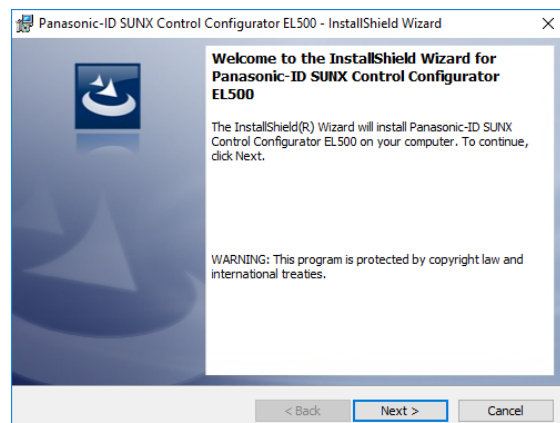 Panasonic-ID SUNX Control Configurator EL500 - InstallShield Wizard
Welcome to the InstallShield Wizard for
Panasonic-ID SUNX Control Configurator
EL500
The InstallShield(R) Wizard will install Panasonic-ID SUNX
Control Configurator EL500 on your computer. To continue,
click Next.
WARNING: This program is protected by copyright law and
international treaties.
< Back
Next >
Cancel